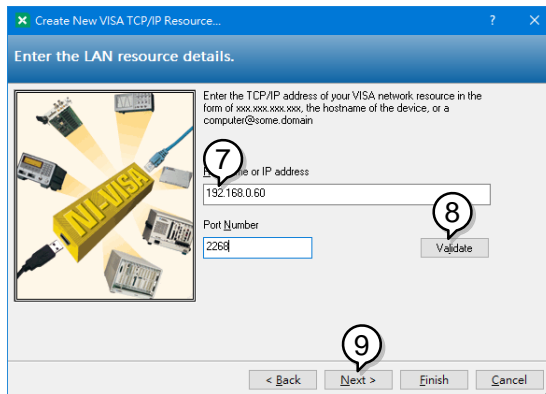 Create New VISA TCP/IP Resource...
Enter the LAN resource details.
Enter the TCP/IP address of your VISA network resource in the
form of xxx.xxx.xxx.xxx, the hostname of the device, or a
computer@some.domain
7
or IP address
192.168.0.60
8
Port Number
2268
Validate
NI-VISA
9
< Back
Next >
Finish
Cancel